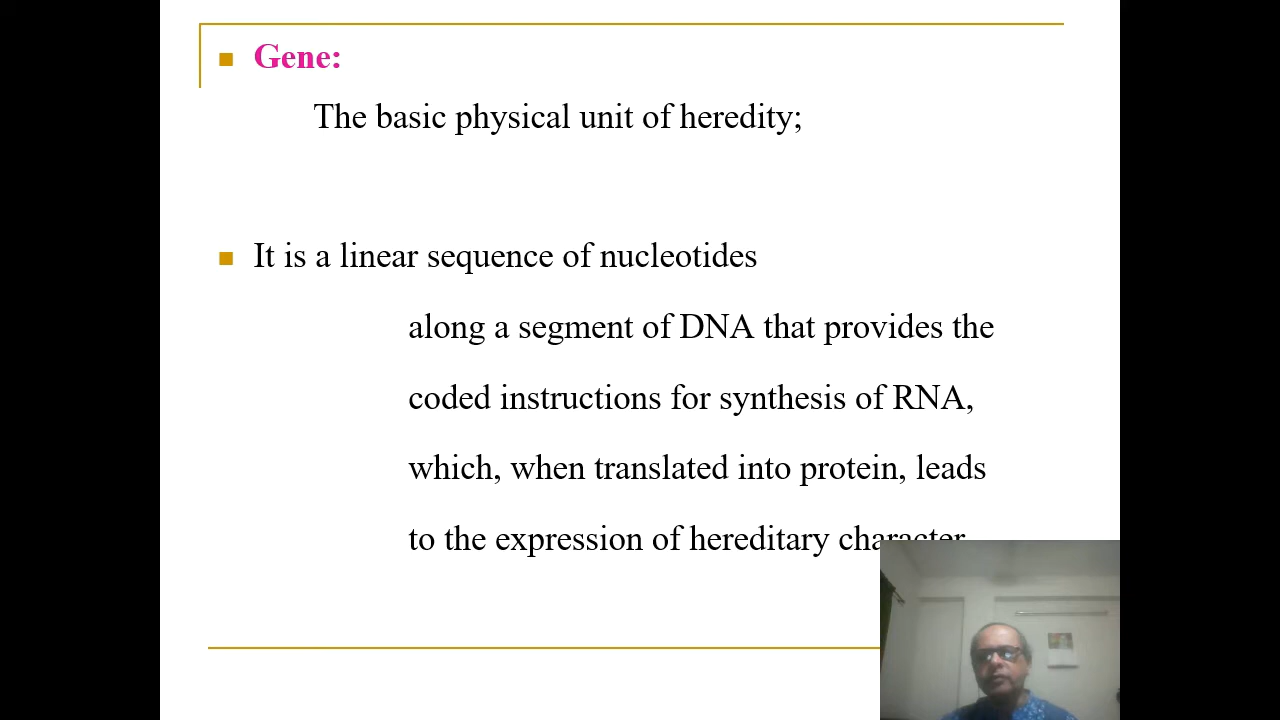 Gene:
The basic physical unit of heredity;
It is a linear sequence of nucleotides
along a segment of DNA that provides the
coded instructions for synthesis of RNA,
which, when translated into protein, leads
to the expression of hereditary character